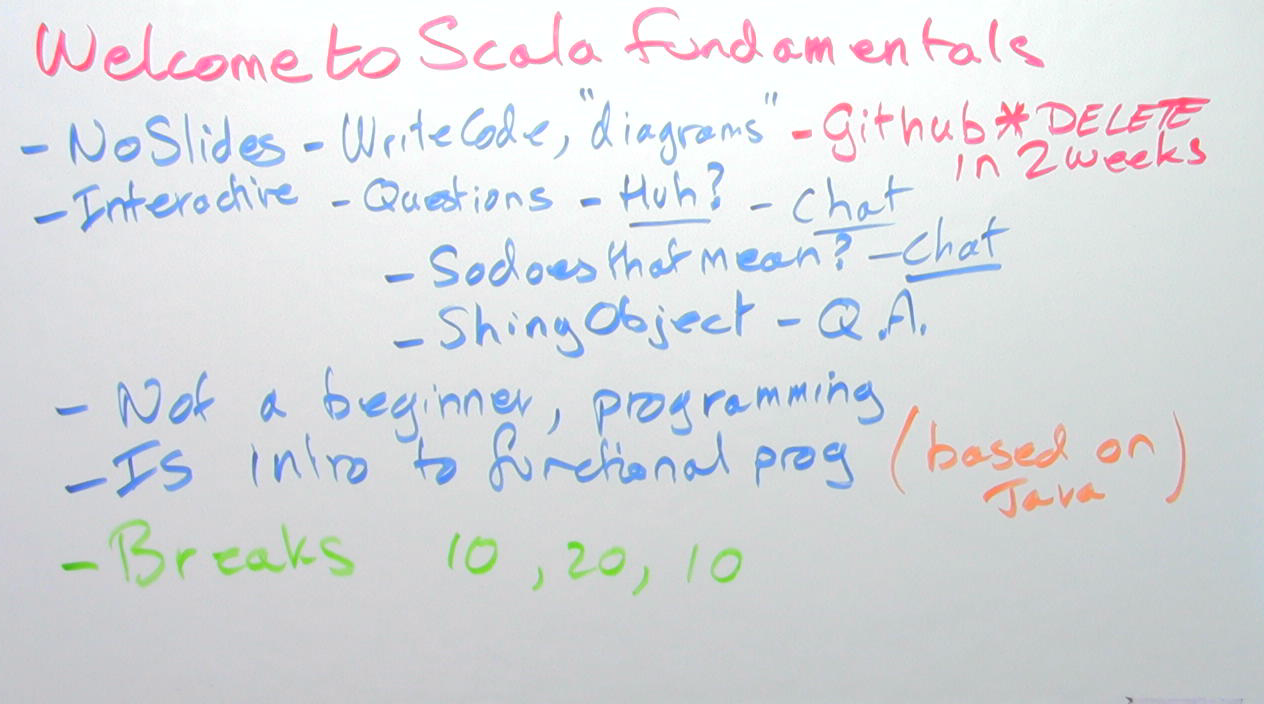 Welcome to Scala fundamentals
- No Slides - Write Code, "diagrams" - Github * DELETE
in 2 weeks
- Interactive - Questions - Huh? - Chat
- So does that mean? - Chat
- Shiny Object - Q.A.
- Not a beginner, programming
- Is intro to functional prog (based on
Java)
- Breaks 10, 20, 10